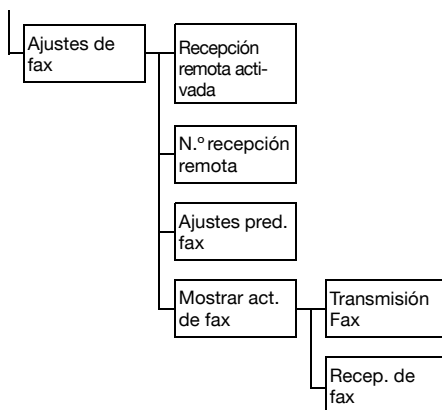 Ajustes de
fax
Recepción
remota acti-
vada
N.º recepción
remota
Ajustes pred.
fax
Mostrar act.
de fax
Transmisión
Fax
Recep. de
fax